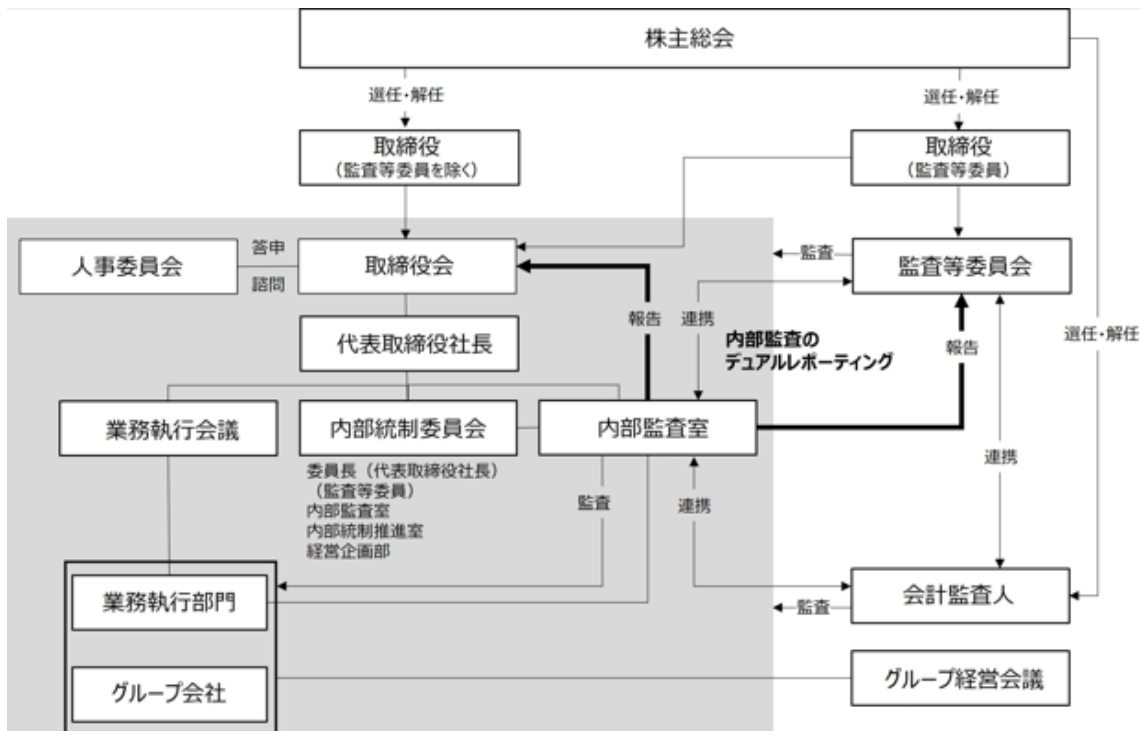 株主総会
選任・解任
選任・解任
取締役
（監査等委員を除く）
取締役
（監査等委員）
人事委員会
答申
諮問
取締役会
監査
監査等委員会
代表取締役社長
報告
連携
内部監査の
デュアルレポーティング
報告
選任・解任
業務執行会議
内部統制委員会
内部監査室
委員長（代表取締役社長）
（監査等委員）
内部監査室
内部統制推進室
経営企画部
監査
連携
連携
業務執行部門
監査
会計監査人
グループ会社
グループ経営会議